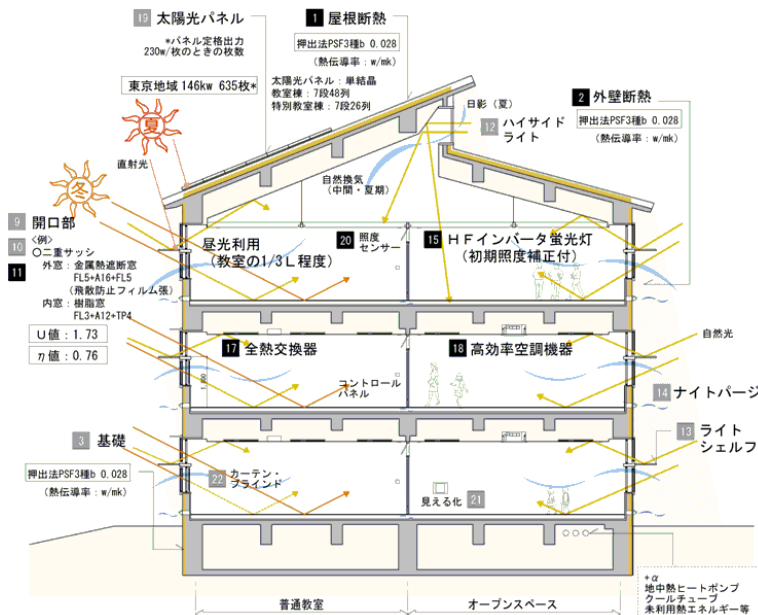 19 太陽光パネル
*パネル定格出力
230w/枚のときの枚数
東京地域 146kw 635枚*
1 屋根断熱
押出法PSF3種b 0.028
(熱伝導率：w/mk)
太陽光パネル：単結晶
教室棟：7段48列
特別教室棟：7段26列
日影（夏）
12 ハイサイド
ライト
2 外壁断熱
押出法PSF3種b 0.028
(熱伝導率：w/mk)
夏
直射光
冬
自然換気
（中間・夏期）
9 開口部
10 <例>
○二重サッシ
11 外窓：金属熱遮断窓
FL5+A16+FL5
（飛散防止フィルム張）
内窓：樹脂窓
FL3+A12+TP4
U値：1.73
η値：0.76
昼光利用
（教室の1/3L程度）
20 照度
センサー
15 HFインバータ蛍光灯
（初期照度補正付）
17 全熱交換器
コントロール
パネル
18 高効率空調機器
自然光
14 ナイトパージ
13 ライト
シェルフ
3 基礎
押出法PSF3種b 0.028
(熱伝導率：w/mk)
22 カーテン・
ブラインド
見える化 21
+α
地中熱ヒートポンプ
クールチューブ
未利用熱エネルギー等
普通教室
オープンスペース